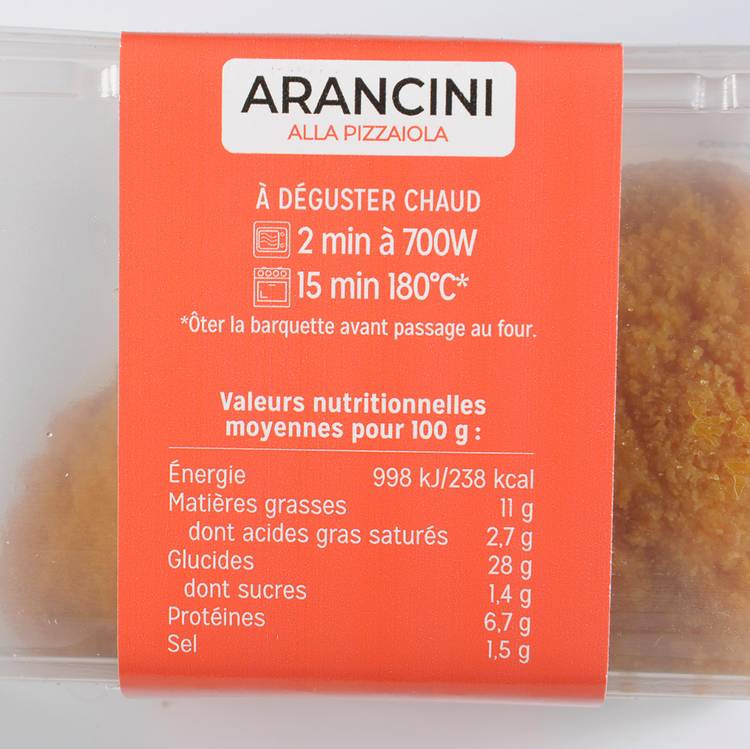 ARANCINI
ALLA PIZZAIOLA
À DÉGUSTER CHAUD
2 min à 700W
15 min 180°C*
*Ôter la barquette avant passage au four.
Valeurs nutritionnelles
moyennes pour 100 g :
Énergie 998 kJ/238 kcal
Matières grasses 11 g
dont acides gras saturés 2,7 g
Glucides 28 g
dont sucres 1,4 g
Protéines 6,7 g
Sel 1,5 g